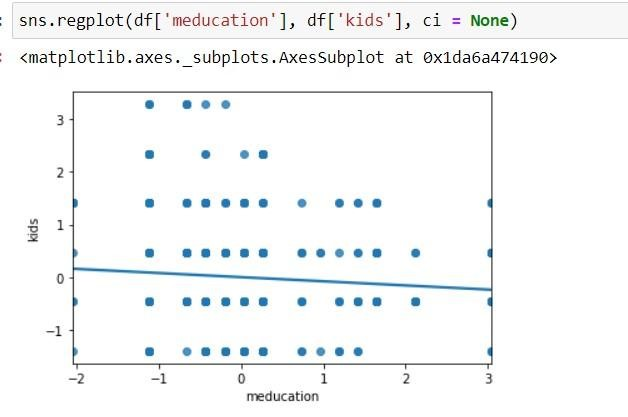 sns.regplot(df['meducation'], df['kids'], ci = None)
<matplotlib.axes._subplots.AxesSubplot at 0x1da6a474190>
3
2
1
0
−1
kids
−2 −1 0 1 2 3
meducation